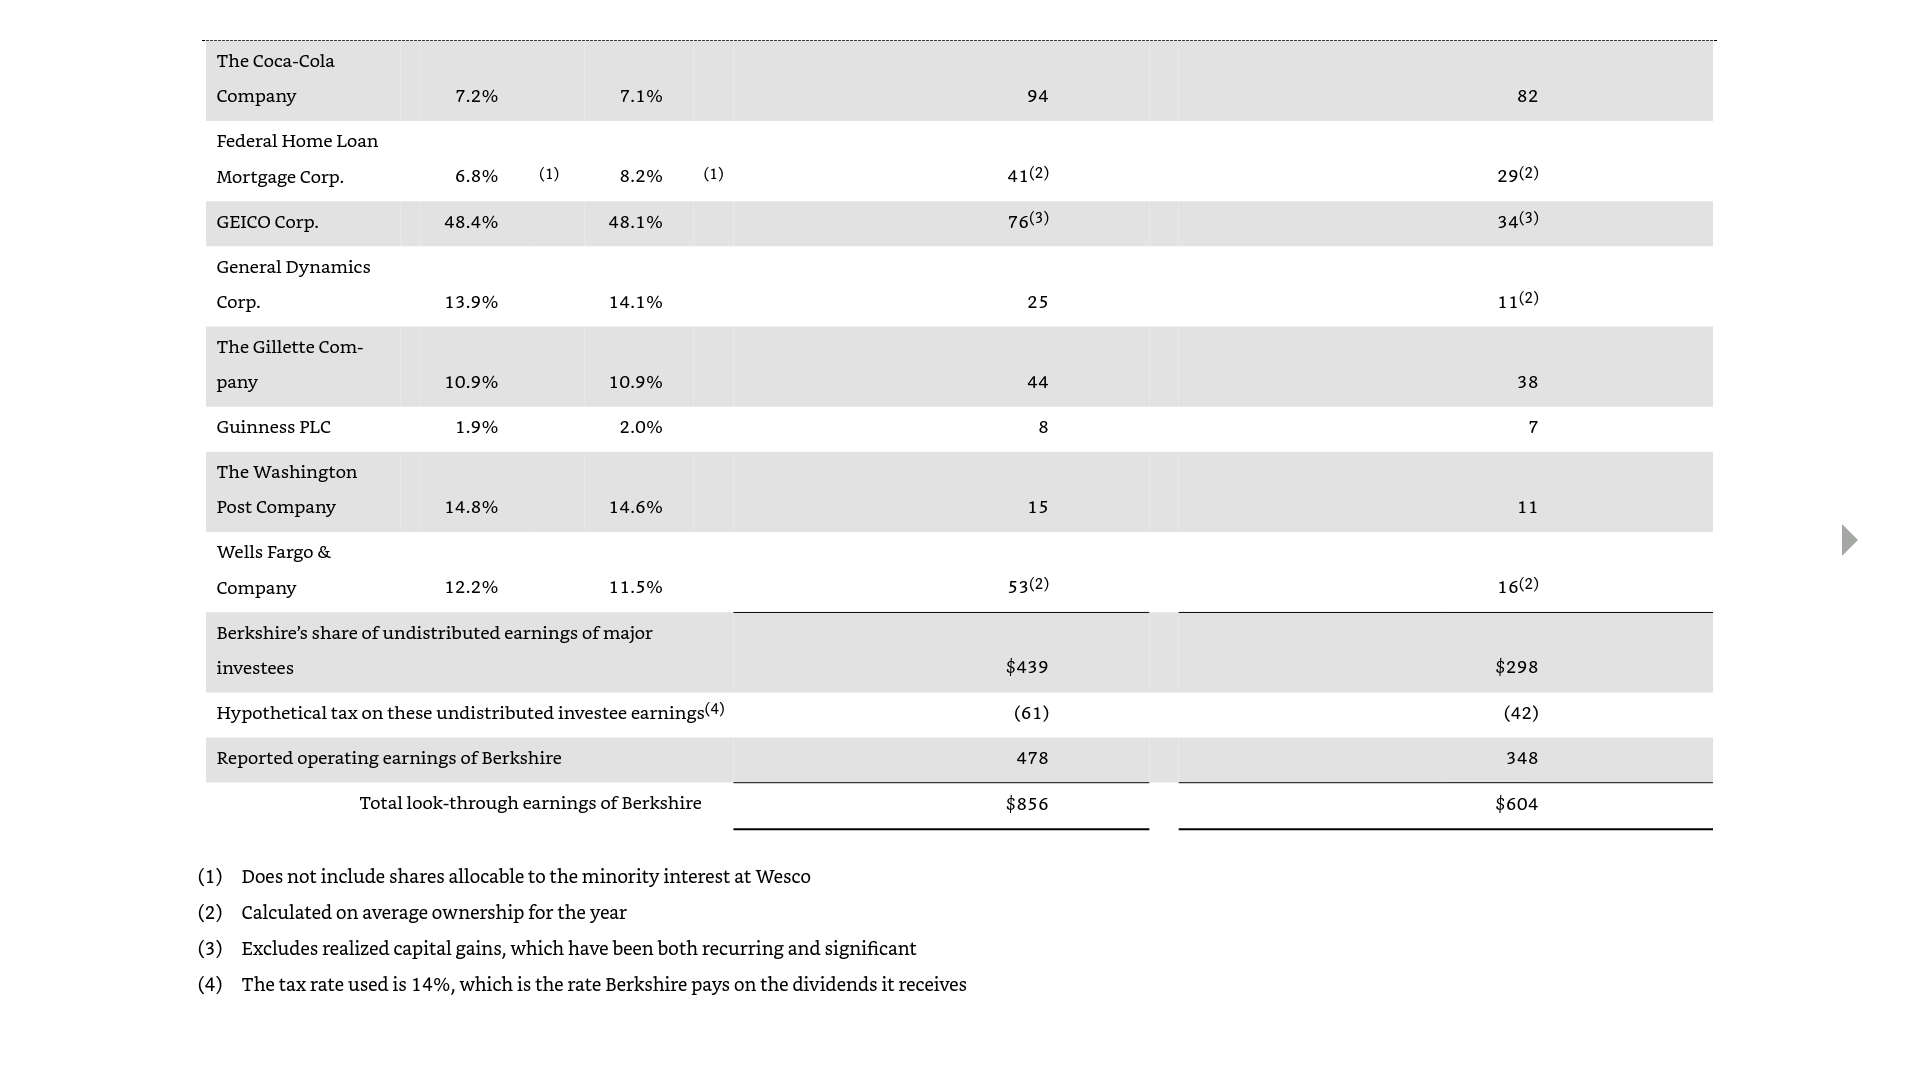 The Coca-Cola
Company 7.2% 7.1% 94 82
Federal Home Loan
Mortgage Corp. 6.8% (1) 8.2% (1) 41(2) 29(2)
GEICO Corp. 48.4% 48.1% 76(3) 34(3)
General Dynamics
Corp. 13.9% 14.1% 25 11(2)
The Gillette Com-
pany 10.9% 10.9% 44 38
Guinness PLC 1.9% 2.0% 8 7
The Washington
Post Company 14.8% 14.6% 15 11
Wells Fargo &
Company 12.2% 11.5% 53(2) 16(2)
Berkshire’s share of undistributed earnings of major
investees $439 $298
Hypothetical tax on these undistributed investee earnings(4) (61) (42)
Reported operating earnings of Berkshire 478 348
Total look-through earnings of Berkshire $856 $604
(1) Does not include shares allocable to the minority interest at Wesco
(2) Calculated on average ownership for the year
(3) Excludes realized capital gains, which have been both recurring and significant
(4) The tax rate used is 14%, which is the rate Berkshire pays on the dividends it receives